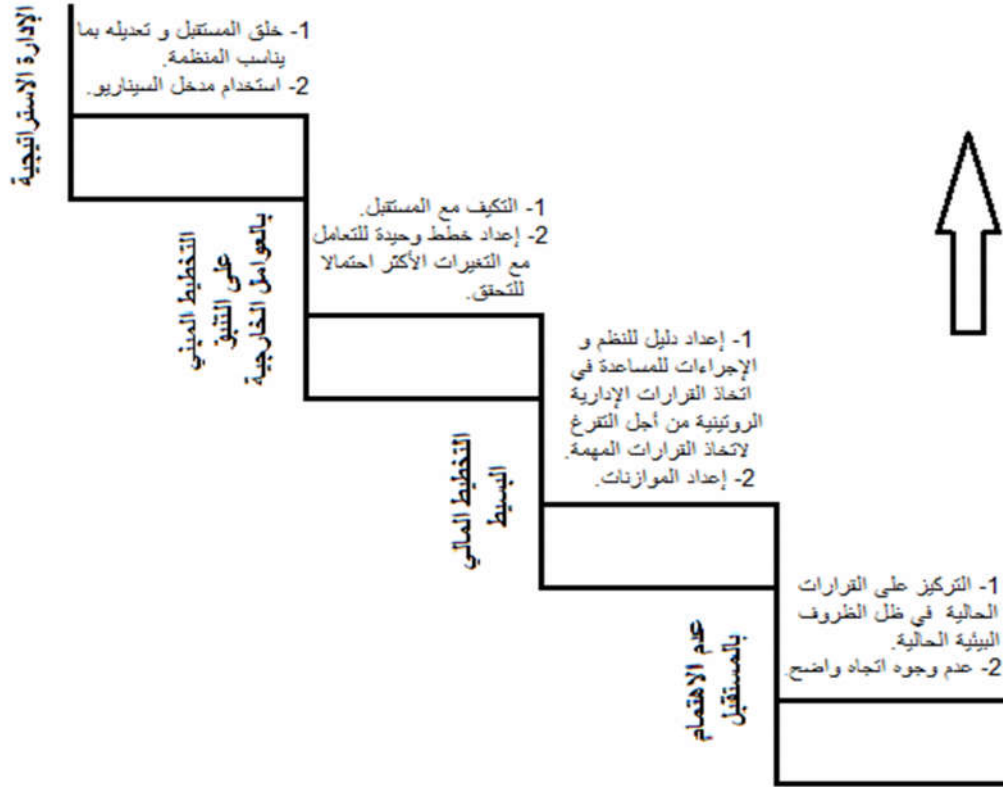 الإدارة الاستراتيجية
1- خلق المستقبل و تعديله بما
يناسب المنظمة.
2- استخدام مدخل السيناريو.
التخطيط المبني
على التنبؤ
بالعوامل الخارجية
1- التكيف مع المستقبل.
2- إعداد خطط وحيدة للتعامل
مع التغيرات الأكثر احتمالا
للتحقق.
التخطيط المالي
البسيط
1- إعداد دليل للنظم و
الإجراءات للمساعدة في
اتخاذ القرارات الإدارية
الروتينية من أجل التفرغ
لاتخاذ القرارات المهمة.
2- إعداد الموازنات.
عدم الاهتمام
بالمستقبل
1- التركيز على القرارات
الحالية في ظل الظروف
البيئية الحالية.
2- عدم وجوه اتجاه واضح.